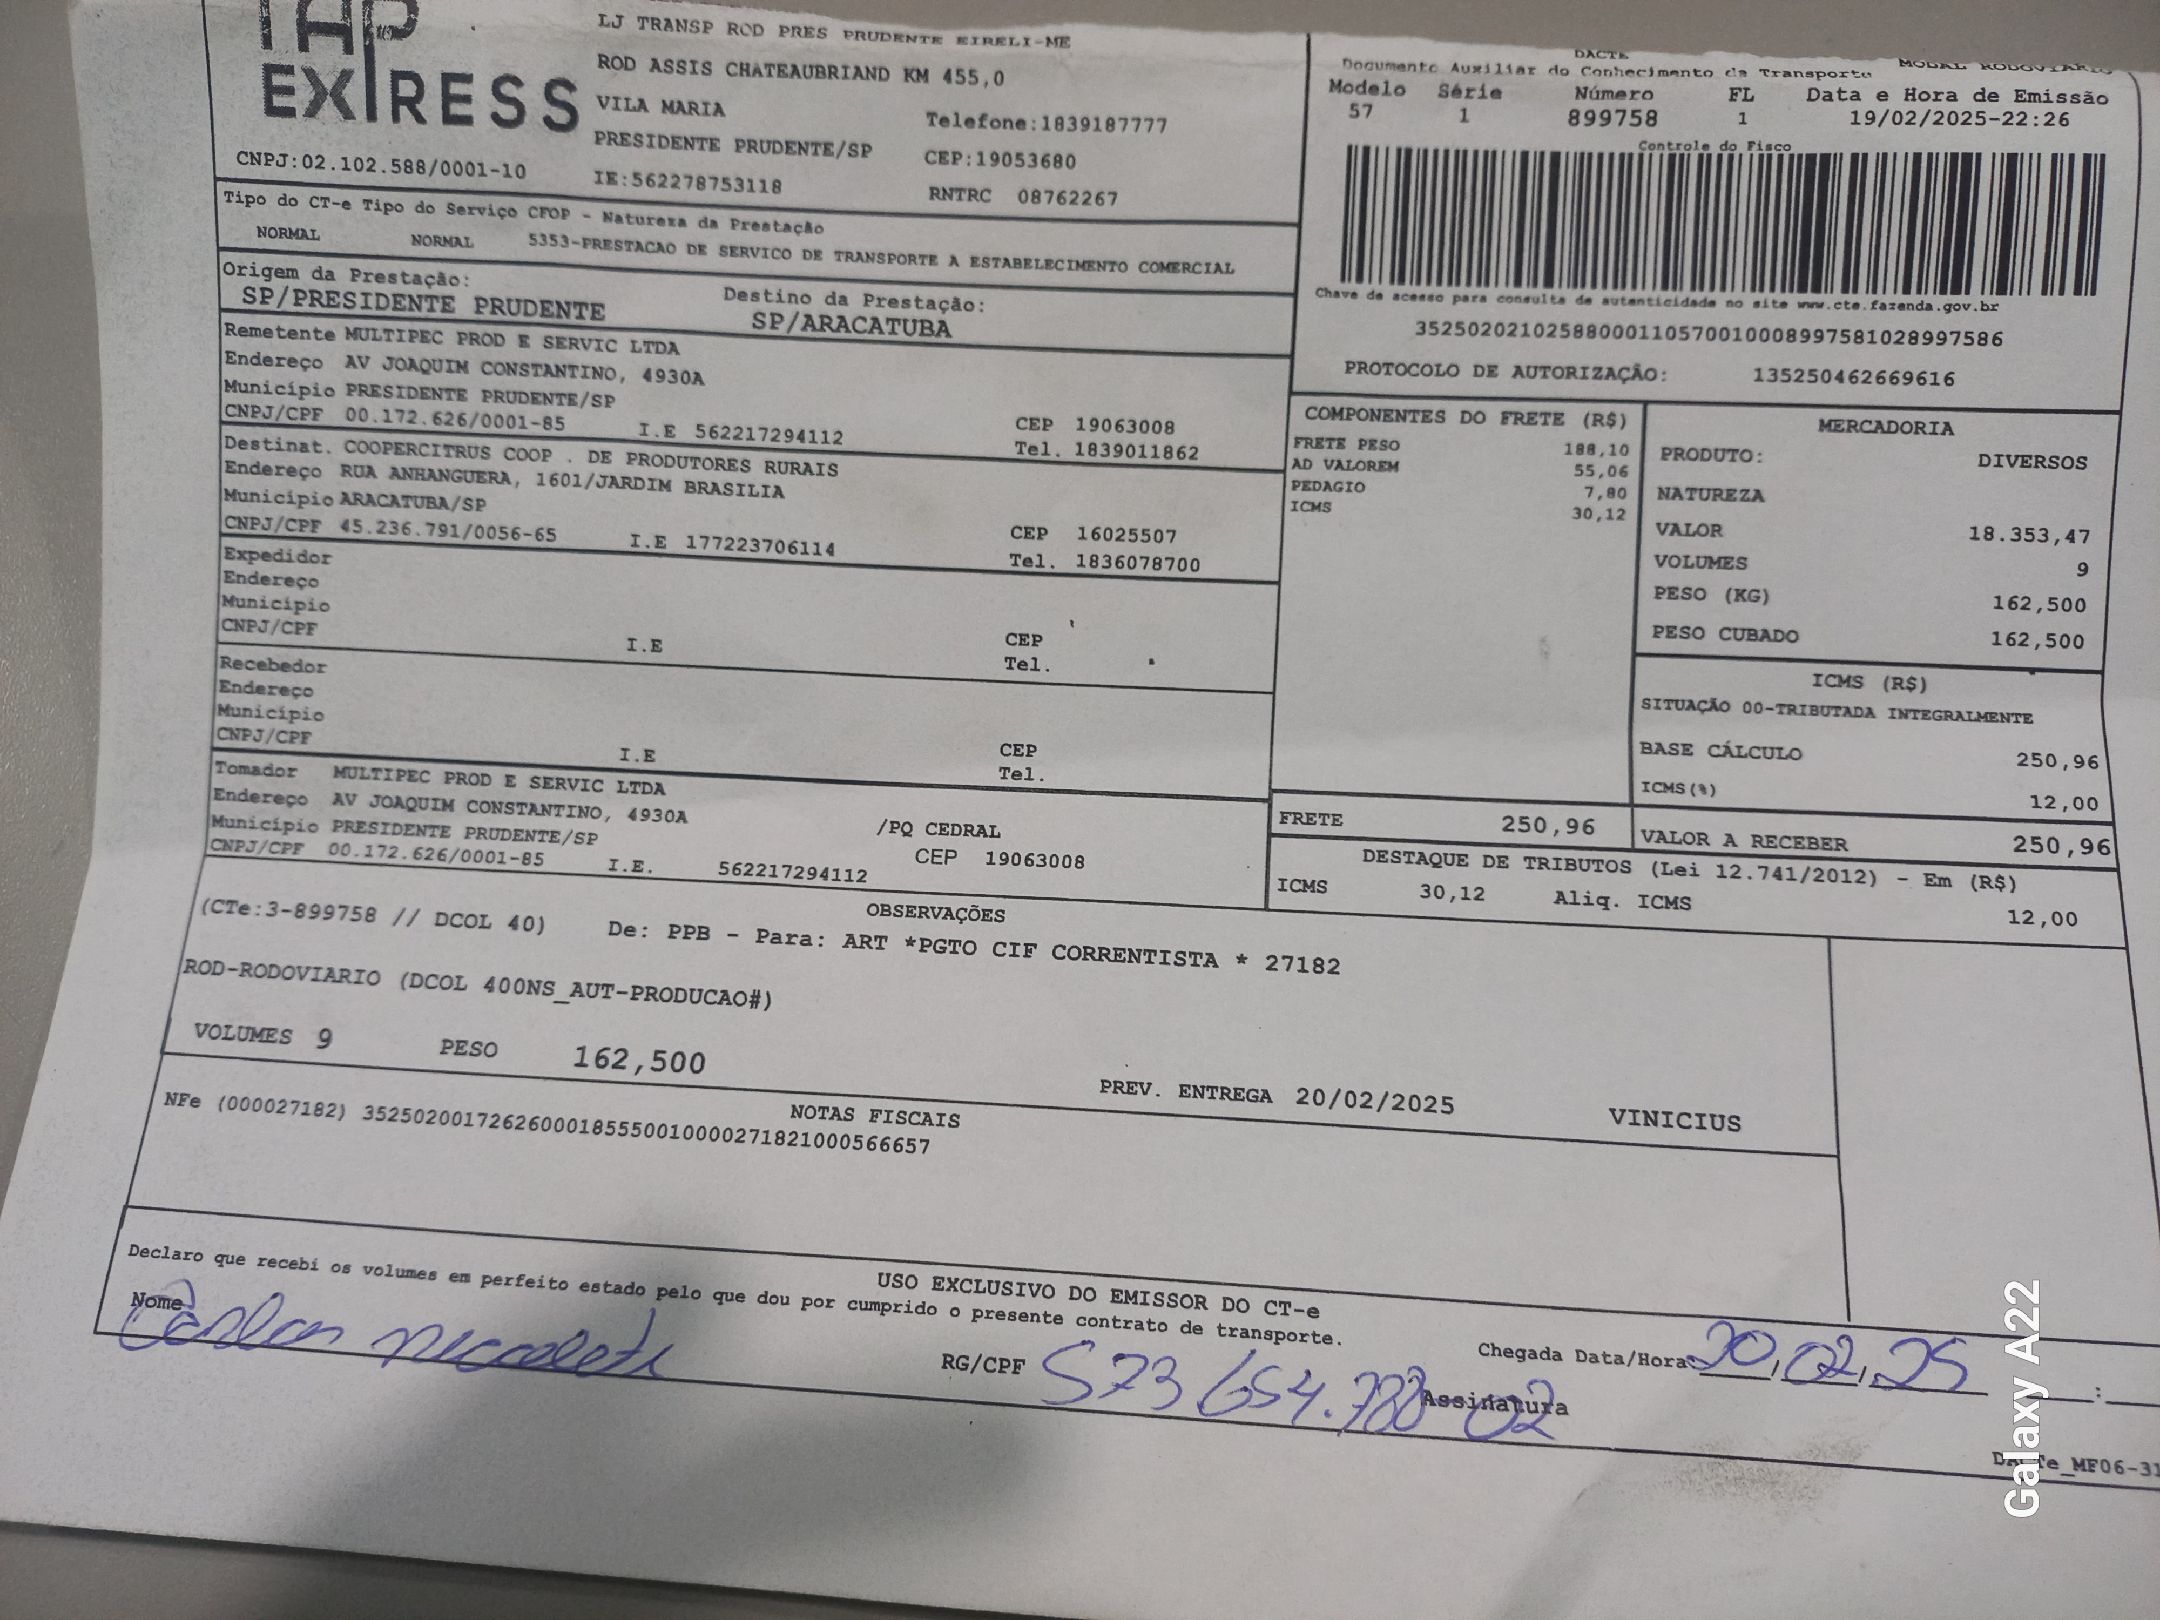 EXPRESS
CNPJ:02.102.588/0001-10
LJ TRANSP ROD PRES PRUDENTE EIRELI-ME
ROD ASSIS CHATEAUBRIAND KM 455,0
VILA MARIA
Telefone:1839187777
PRESIDENTE PRUDENTE/SP
CEP:19053680
IE:562278753118
RNTRC 08762267
DACTE
Documento Auxiliar do Conhecimento de Transporte
MODAL RODOVIARIO
Modelo Série Número FL Data e Hora de Emissão
57 1 899758 1 19/02/2025-22:26
Controle do Fisco
Chave de acesso para consulta de autenticidade no site www.cte.fazenda.gov.br
35250202102588000110570010008997581028997586
PROTOCOLO DE AUTORIZAÇÃO: 135250462669616
Tipo do CT-e Tipo do Serviço CFOP - Natureza da Prestação
NORMAL NORMAL 5353-PRESTACAO DE SERVICO DE TRANSPORTE A ESTABELECIMENTO COMERCIAL
Origem da Prestação: Destino da Prestação:
SP/PRESIDENTE PRUDENTE SP/ARACATUBA
Remetente MULTIPEC PROD E SERVIC LTDA
Endereço AV JOAQUIM CONSTANTINO, 4930A
Município PRESIDENTE PRUDENTE/SP CEP 19063008
CNPJ/CPF 00.172.626/0001-85 I.E 562217294112 Tel. 1839011862
Destinat. COOPERCITRUS COOP . DE PRODUTORES RURAIS
Endereço RUA ANHANGUERA, 1601/JARDIM BRASILIA
Município ARACATUBA/SP CEP 16025507
CNPJ/CPF 45.236.791/0056-65 I.E 177223706114 Tel. 1836078700
Expedidor
Endereço
Município CEP
CNPJ/CPF I.E Tel.
Recebedor
Endereço
Município CEP
CNPJ/CPF I.E Tel.
Tomador MULTIPEC PROD E SERVIC LTDA
Endereço AV JOAQUIM CONSTANTINO, 4930A /PQ CEDRAL
Município PRESIDENTE PRUDENTE/SP CEP 19063008
CNPJ/CPF 00.172.626/0001-85 I.E. 562217294112
COMPONENTES DO FRETE (R$)
FRETE PESO 188,10
AD VALOREM 55,06
PEDAGIO 7,80
ICMS 30,12
MERCADORIA
PRODUTO: DIVERSOS
NATUREZA
VALOR 18.353,47
VOLUMES 9
PESO (KG) 162,500
PESO CUBADO 162,500
ICMS (R$)
SITUAÇÃO 00-TRIBUTADA INTEGRALMENTE
BASE CÁLCULO 250,96
ICMS(%) 12,00
FRETE 250,96 VALOR A RECEBER 250,96
DESTAQUE DE TRIBUTOS (Lei 12.741/2012) - Em (R$)
ICMS 30,12 Aliq. ICMS 12,00
OBSERVAÇÕES
(CTe:3-899758 // DCOL 40) De: PPB - Para: ART *PGTO CIF CORRENTISTA * 27182
ROD-RODOVIARIO (DCOL 400NS_AUT-PRODUCAO#)
VOLUMES 9 PESO 162,500 PREV. ENTREGA 20/02/2025 VINICIUS
NOTAS FISCAIS
NFe (000027182) 35250200172626000185550010000271821000566657
USO EXCLUSIVO DO EMISSOR DO CT-e
Declaro que recebi os volumes em perfeito estado pelo que dou por cumprido o presente contrato de transporte.
Nome RG/CPF 573 654.788 02 Assinatura Chegada Data/Hora 20/02/25 :
_MF06-31
Galaxy A22